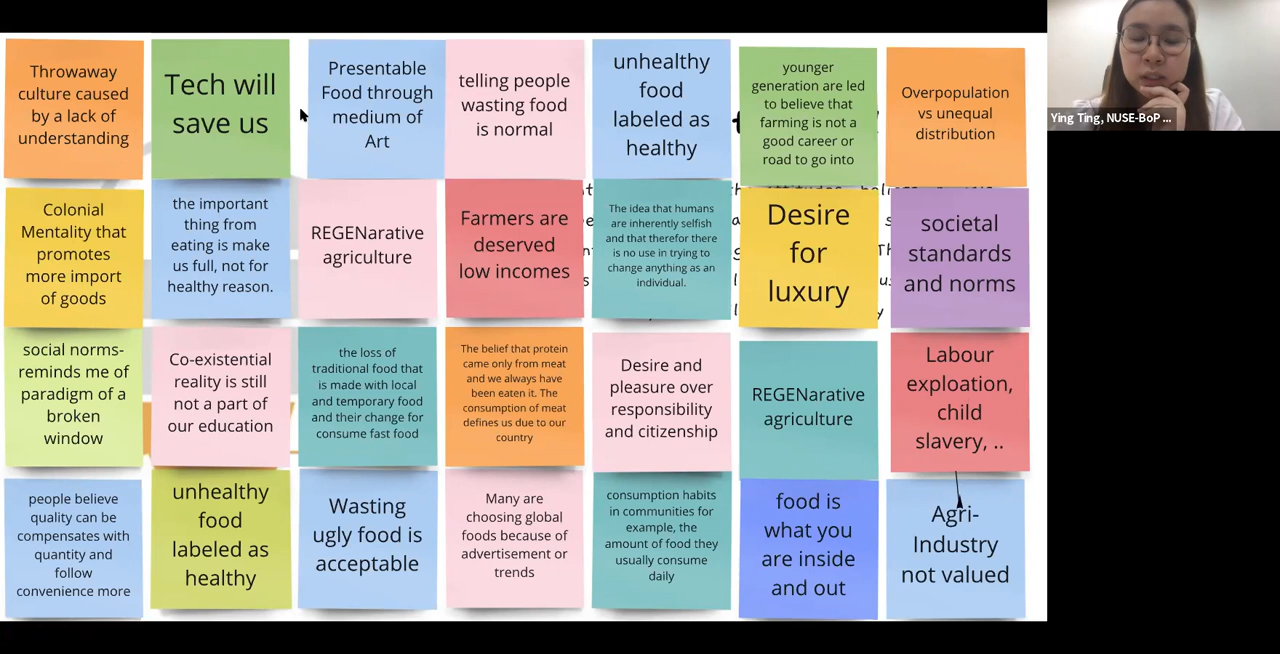 Throwaway
culture caused
by a lack of
understanding
Tech will
save us
Presentable
Food through
medium of
Art
telling people
wasting food
is normal
unhealthy
food
labeled as
healthy
younger
generation are led
to believe that
farming is not a
good career or
road to go into
Overpopulation
vs unequal
distribution
Ying Ting, NUSE-BoP ...
Colonial
Mentality that
promotes
more import
of goods
the important
thing from
eating is make
us full, not for
healthy reason.
REGENarative
agriculture
Farmers are
deserved
low incomes
The idea that humans
are inherently selfish
and that therefor there
is no use in trying to
change anything as an
individual.
Desire
for
luxury
societal
standards
and norms
social norms-
reminds me of
paradigm of a
broken
window
Co-existential
reality is still
not a part of
our education
the loss of
traditional food that
is made with local
and temporary food
and their change for
consume fast food
The belief that protein
came only from meat
and we always have
been eaten it. The
consumption of meat
defines us due to our
country
Desire and
pleasure over
responsibility
and citizenship
REGENarative
agriculture
Labour
exploation,
child
slavery, ..
people believe
quality can be
compensates with
quantity and
follow
convenience more
unhealthy
food
labeled as
healthy
Wasting
ugly food is
acceptable
Many are
choosing global
foods because of
advertisement or
trends
consumption habits
in communities for
example, the
amount of food they
usually consume
daily
food is
what you
are inside
and out
Agri-
Industry
not valued